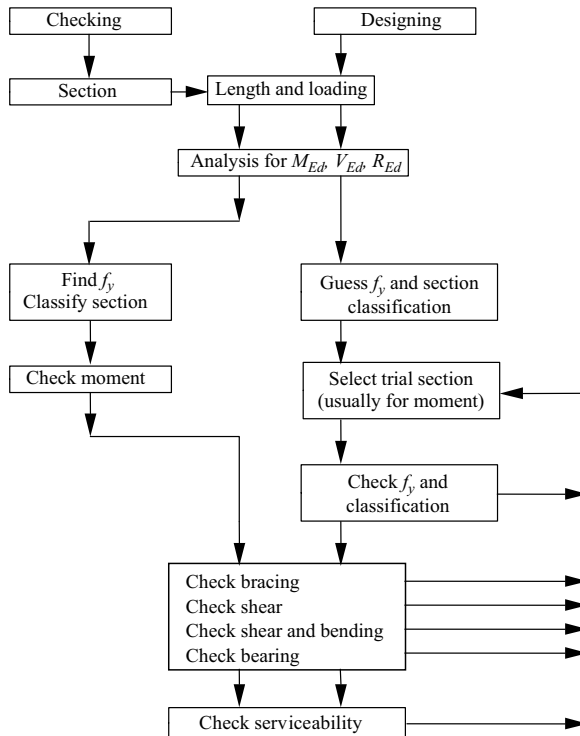 Checking
Designing
Section
Length and loading
Analysis for M_Ed, V_Ed, R_Ed
Find f_y
Classify section
Guess f_y and section
classification
Check moment
Select trial section
(usually for moment)
Check f_y and
classification
Check bracing
Check shear
Check shear and bending
Check bearing
Check serviceability